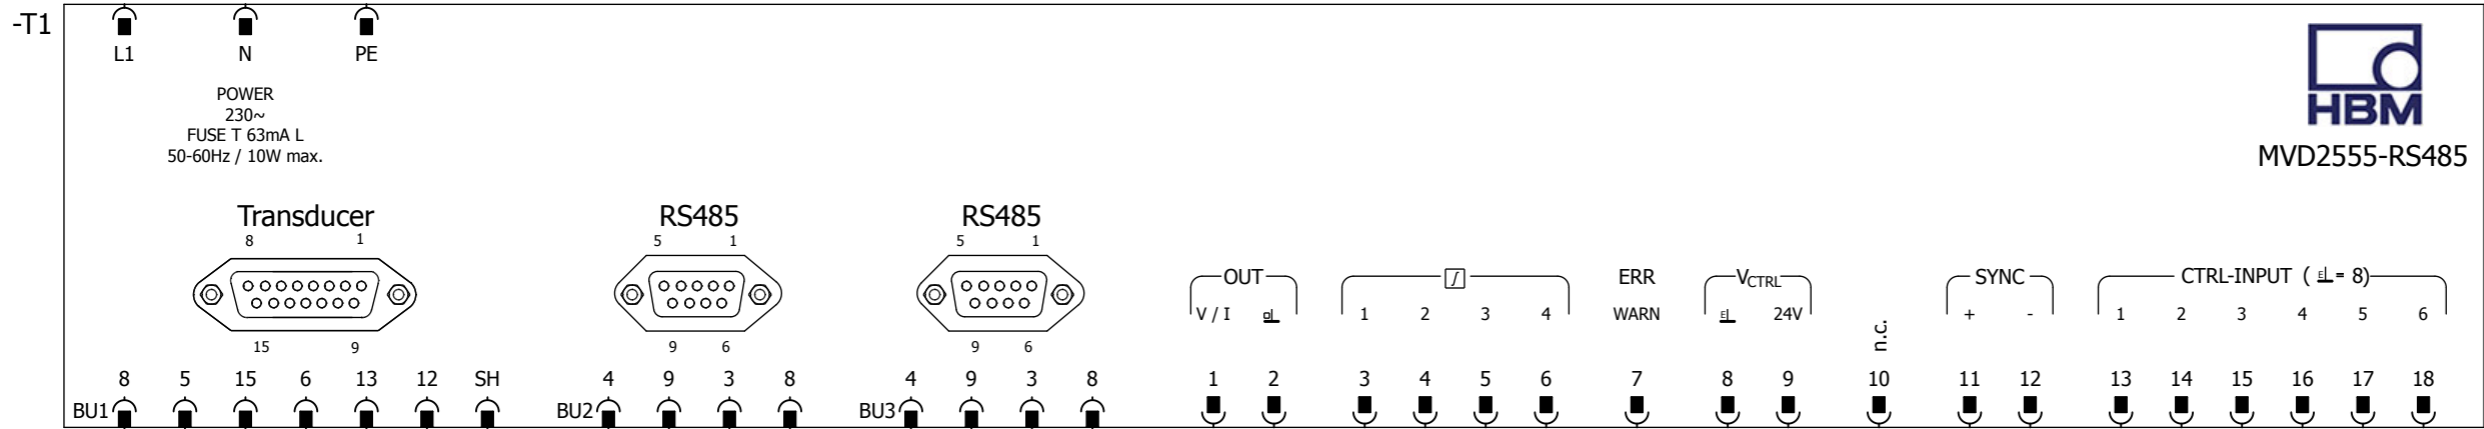 -T1
L1 N PE
POWER
230~
FUSE T 63mA L
50-60Hz / 10W max.
HBM
MVD2555-RS485
Transducer RS485 RS485
8 1 5 1 5 1
OUT ERR VCTRL SYNC CTRL-INPUT ( EL = 8)
V / I 1 2 3 4 WARN 24V + - 1 2 3 4 5 6
n.c.
15 9 9 6 9 6
8 5 15 6 13 12 SH 4 9 3 8 4 9 3 8 1 2 3 4 5 6 7 8 9 10 11 12 13 14 15 16 17 18
BU1 BU2 BU3